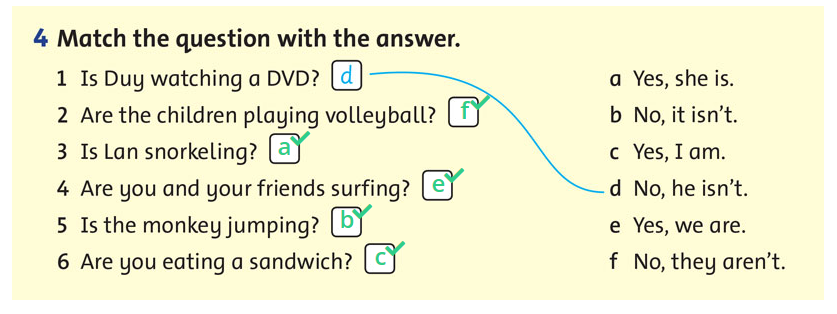 4 Match the question with the answer.
1 Is Duy watching a DVD? d
2 Are the children playing volleyball? f
3 Is Lan snorkeling? a
4 Are you and your friends surfing? e
5 Is the monkey jumping? b
6 Are you eating a sandwich? c
a Yes, she is.
b No, it isn't.
c Yes, I am.
d No, he isn't.
e Yes, we are.
f No, they aren't.